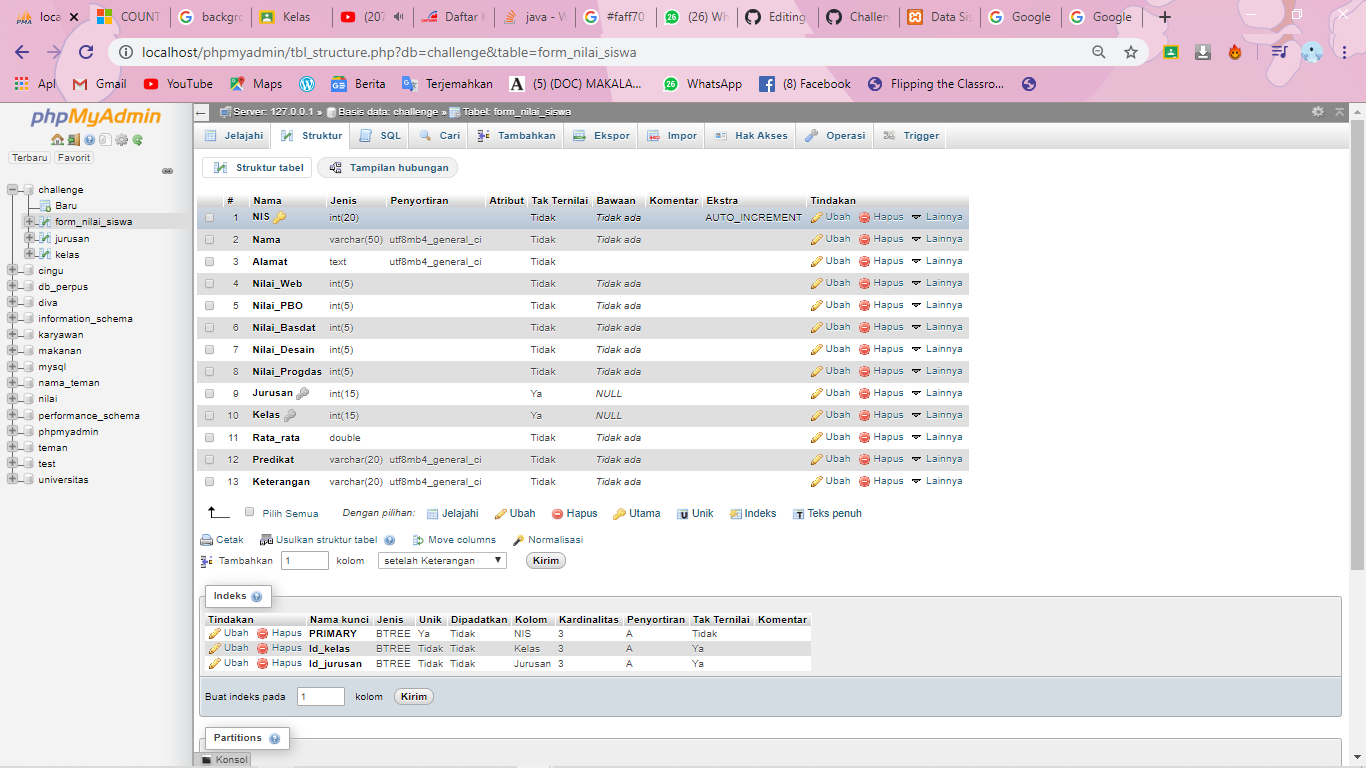 loca COUNT backgro Kelas (207 Daftar K java - W #faff70 (26) Wh Editing Challen Data Sis Google Google
localhost/phpmyadmin/tbl_structure.php?db=challenge&table=form_nilai_siswa
Apl Gmail YouTube Maps Berita Terjemahkan (5) (DOC) MAKALA... WhatsApp (8) Facebook Flipping the Classro...
phpMyAdmin
Terbaru Favorit
challenge
Baru
form_nilai_siswa
jurusan
kelas
cingu
db_perpus
diva
information_schema
karyawan
makanan
mysql
nama_teman
nilai
performance_schema
phpmyadmin
teman
test
universitas
Server: 127.0.0.1 » Basis data: challenge » Tabel: form_nilai_siswa
Jelajahi Struktur SQL Cari Tambahkan Ekspor Impor Hak Akses Operasi Trigger
Struktur tabel Tampilan hubungan
# Nama Jenis Penyortiran Atribut Tak Ternilai Bawaan Komentar Ekstra Tindakan
1 NIS int(20) Tidak Tidak ada AUTO_INCREMENT Ubah Hapus Lainnya
2 Nama varchar(50) utf8mb4_general_ci Tidak Tidak ada Ubah Hapus Lainnya
3 Alamat text utf8mb4_general_ci Tidak Ubah Hapus Lainnya
4 Nilai_Web int(5) Tidak Tidak ada Ubah Hapus Lainnya
5 Nilai_PBO int(5) Tidak Tidak ada Ubah Hapus Lainnya
6 Nilai_Basdat int(5) Tidak Tidak ada Ubah Hapus Lainnya
7 Nilai_Desain int(5) Tidak Tidak ada Ubah Hapus Lainnya
8 Nilai_Progdas int(5) Tidak Tidak ada Ubah Hapus Lainnya
9 Jurusan int(15) Ya NULL Ubah Hapus Lainnya
10 Kelas int(15) Ya NULL Ubah Hapus Lainnya
11 Rata_rata double Tidak Tidak ada Ubah Hapus Lainnya
12 Predikat varchar(20) utf8mb4_general_ci Tidak Tidak ada Ubah Hapus Lainnya
13 Keterangan varchar(20) utf8mb4_general_ci Tidak Tidak ada Ubah Hapus Lainnya
Pilih Semua Dengan pilihan: Jelajahi Ubah Hapus Utama Unik Indeks Teks penuh
Cetak Usulkan struktur tabel Move columns Normalisasi
Tambahkan 1 kolom setelah Keterangan Kirim
Indeks
Tindakan Nama kunci Jenis Unik Dipadatkan Kolom Kardinalitas Penyortiran Tak Ternilai Komentar
Ubah Hapus PRIMARY BTREE Ya Tidak NIS 3 A Tidak
Ubah Hapus Id_kelas BTREE Tidak Tidak Kelas 3 A Ya
Ubah Hapus Id_jurusan BTREE Tidak Tidak Jurusan 3 A Ya
Buat indeks pada 1 kolom Kirim
Partitions
Konsol